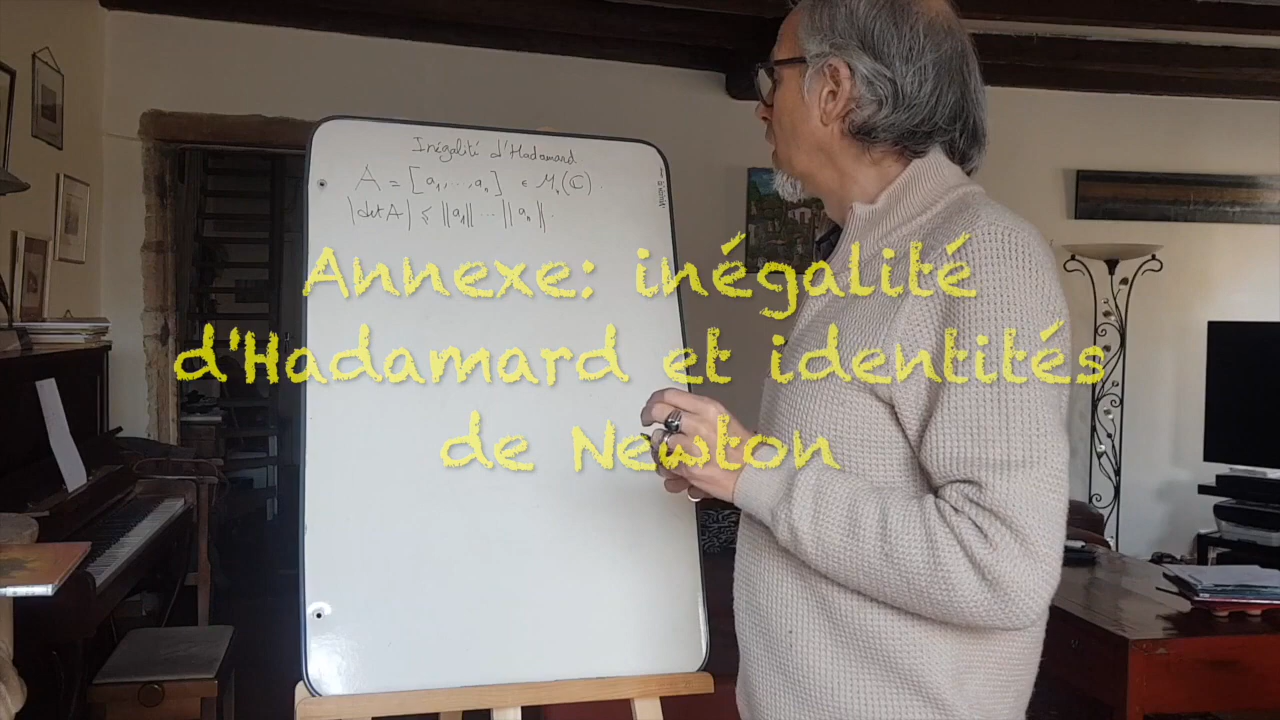 Inégalité d'Hadamard
A = [a₁, ..., aₙ] ∈ Mₙ(ℂ).
|det A| ≤ ||a₁|| ... ||aₙ||.
Annexe: inégalité
d'Hadamard et identités
de Newton